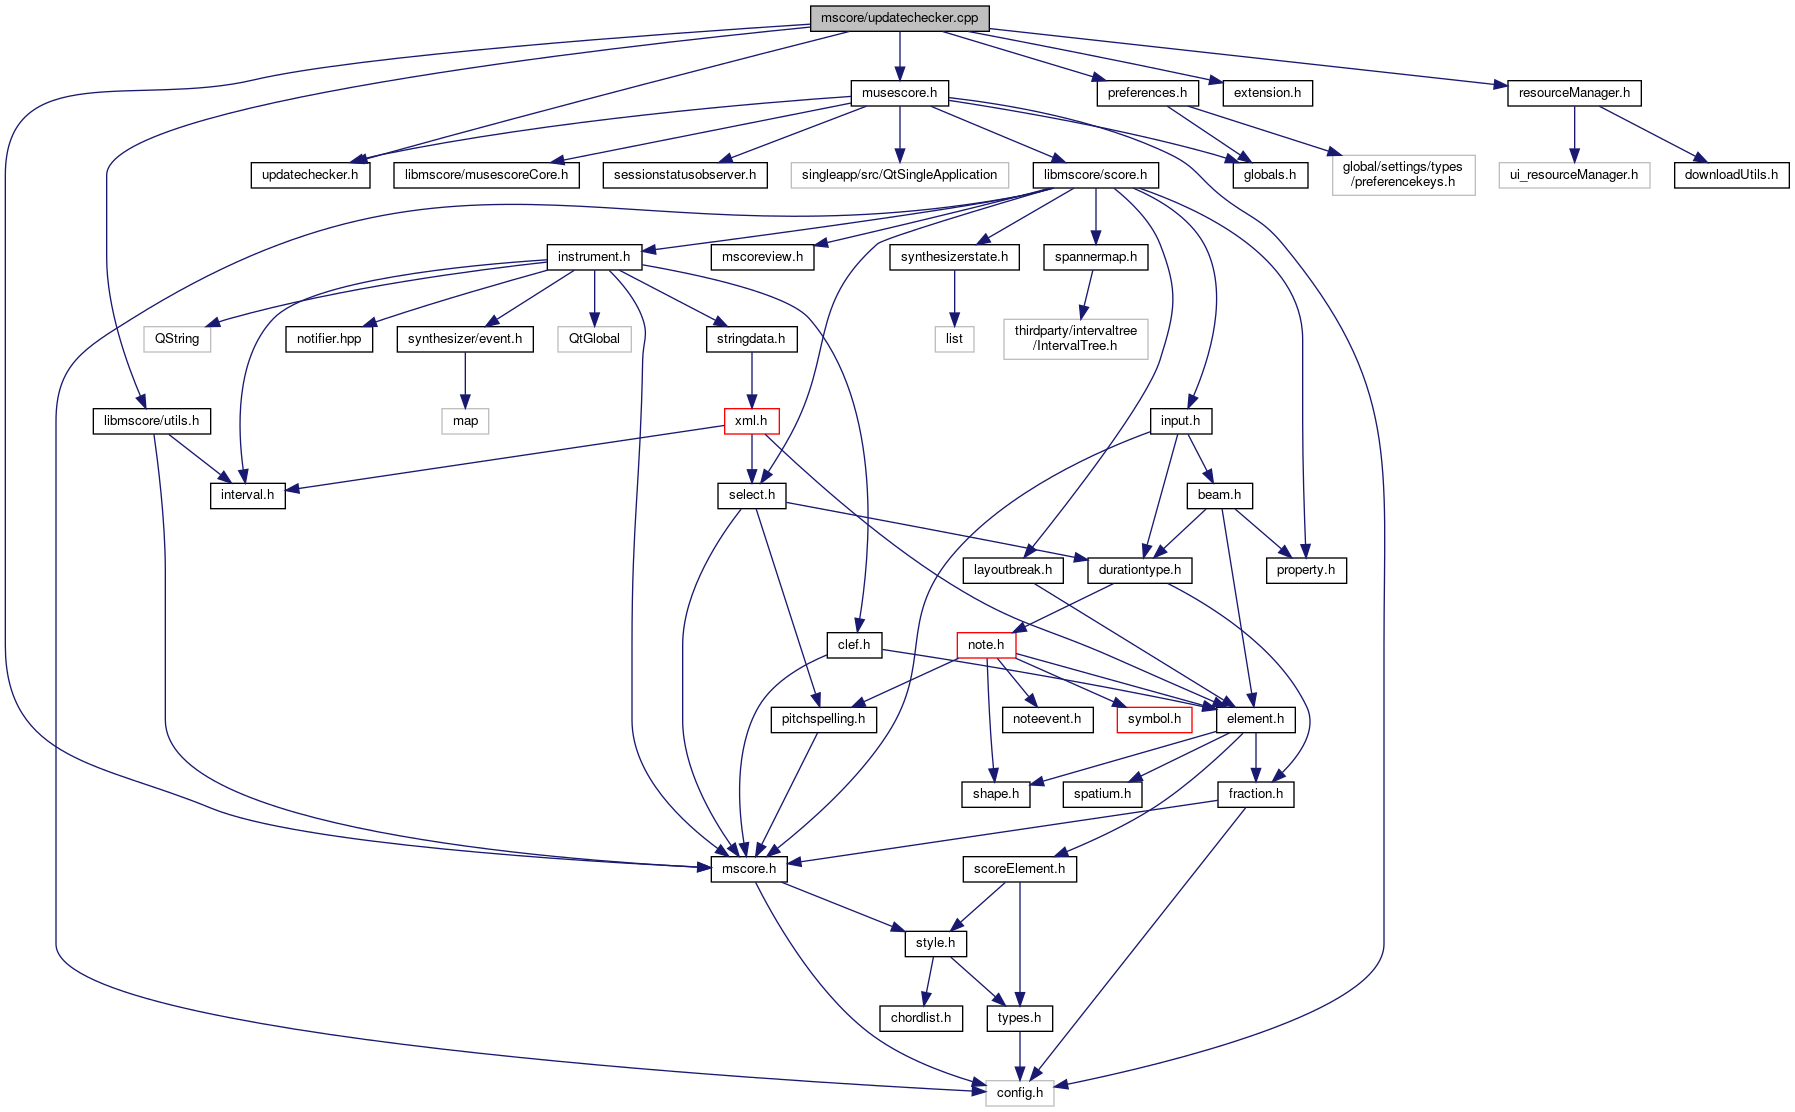 mscore/updatechecker.cpp
musescore.h
preferences.h
extension.h
resourceManager.h
updatechecker.h
libmscore/musescoreCore.h
sessionstatusobserver.h
singleapp/src/QtSingleApplication
libmscore/score.h
globals.h
global/settings/types
/preferencekeys.h
ui_resourceManager.h
downloadUtils.h
instrument.h
mscoreview.h
synthesizerstate.h
spannermap.h
QString
notifier.hpp
synthesizer/event.h
QtGlobal
stringdata.h
list
thirdparty/intervaltree
/IntervalTree.h
libmscore/utils.h
map
xml.h
input.h
interval.h
select.h
beam.h
layoutbreak.h
durationtype.h
property.h
clef.h
note.h
pitchspelling.h
noteevent.h
symbol.h
element.h
shape.h
spatium.h
fraction.h
mscore.h
scoreElement.h
style.h
chordlist.h
types.h
config.h